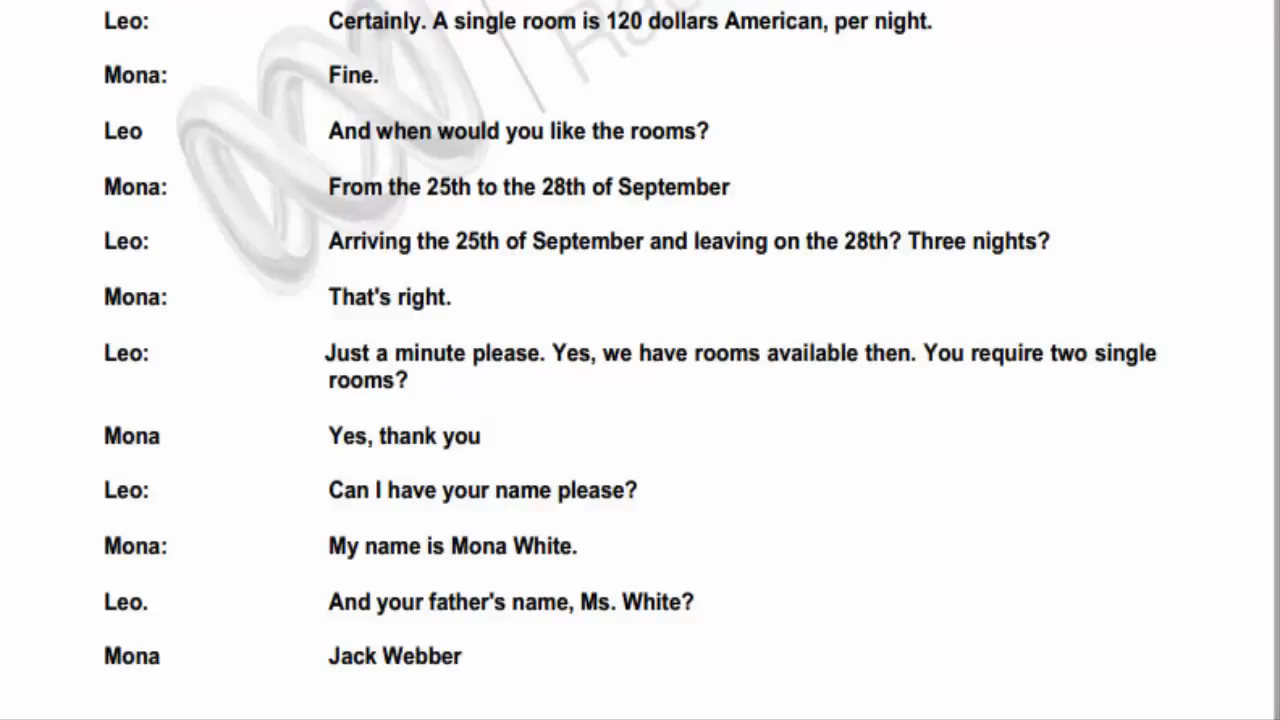 Leo: Certainly. A single room is 120 dollars American, per night.
Mona: Fine.
Leo And when would you like the rooms?
Mona: From the 25th to the 28th of September
Leo: Arriving the 25th of September and leaving on the 28th? Three nights?
Mona: That's right.
Leo: Just a minute please. Yes, we have rooms available then. You require two single
rooms?
Mona Yes, thank you
Leo: Can I have your name please?
Mona: My name is Mona White.
Leo. And your father's name, Ms. White?
Mona Jack Webber